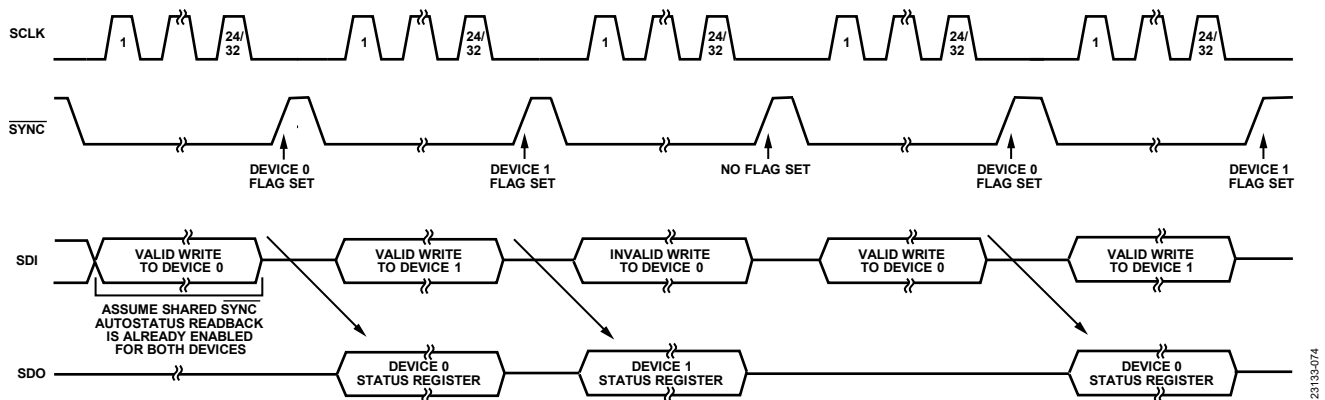 SCLK
1
24/
32
1
24/
32
1
24/
32
1
24/
32
1
24/
32
SYNC
DEVICE 0
FLAG SET
DEVICE 1
FLAG SET
NO FLAG SET
DEVICE 0
FLAG SET
DEVICE 1
FLAG SET
SDI
VALID WRITE
TO DEVICE 0
VALID WRITE
TO DEVICE 1
INVALID WRITE
TO DEVICE 0
VALID WRITE
TO DEVICE 0
VALID WRITE
TO DEVICE 1
ASSUME SHARED SYNC
AUTOSTATUS READBACK
IS ALREADY ENABLED
FOR BOTH DEVICES
SDO
DEVICE 0
STATUS REGISTER
DEVICE 1
STATUS REGISTER
DEVICE 0
STATUS REGISTER
23133-074